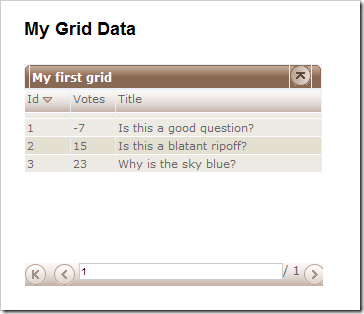 My Grid Data
My first grid
Id Votes Title
1 -7 Is this a good question?
2 15 Is this a blatant ripoff?
3 23 Why is the sky blue?
1 / 1